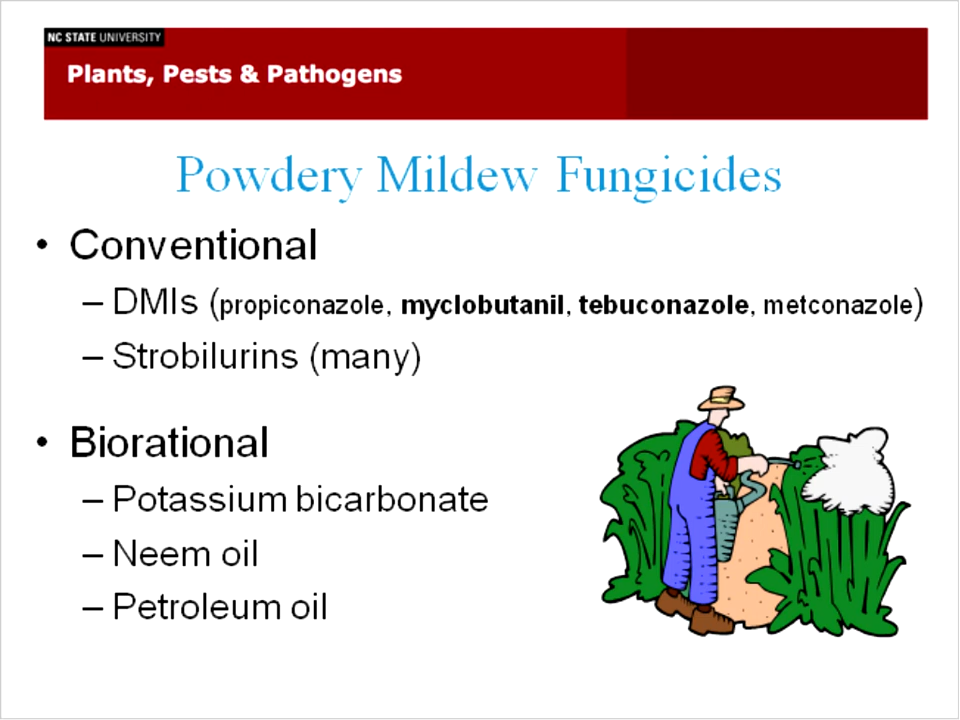 NC STATE UNIVERSITY
Plants, Pests & Pathogens
Powdery Mildew Fungicides
• Conventional
– DMIs (propiconazole, myclobutanil, tebuconazole, metconazole)
– Strobilurins (many)
• Biorational
– Potassium bicarbonate
– Neem oil
– Petroleum oil